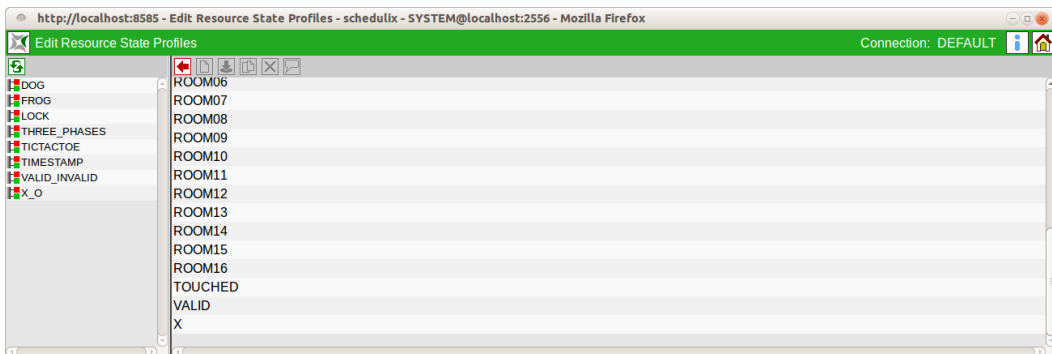 http://localhost:8585 - Edit Resource State Profiles - schedulix - SYSTEM@localhost:2556 - Mozilla Firefox
Edit Resource State Profiles
Connection: DEFAULT
DOG
FROG
LOCK
THREE_PHASES
TICTACTOE
TIMESTAMP
VALID_INVALID
X_O
ROOM06
ROOM07
ROOM08
ROOM09
ROOM10
ROOM11
ROOM12
ROOM13
ROOM14
ROOM15
ROOM16
TOUCHED
VALID
X